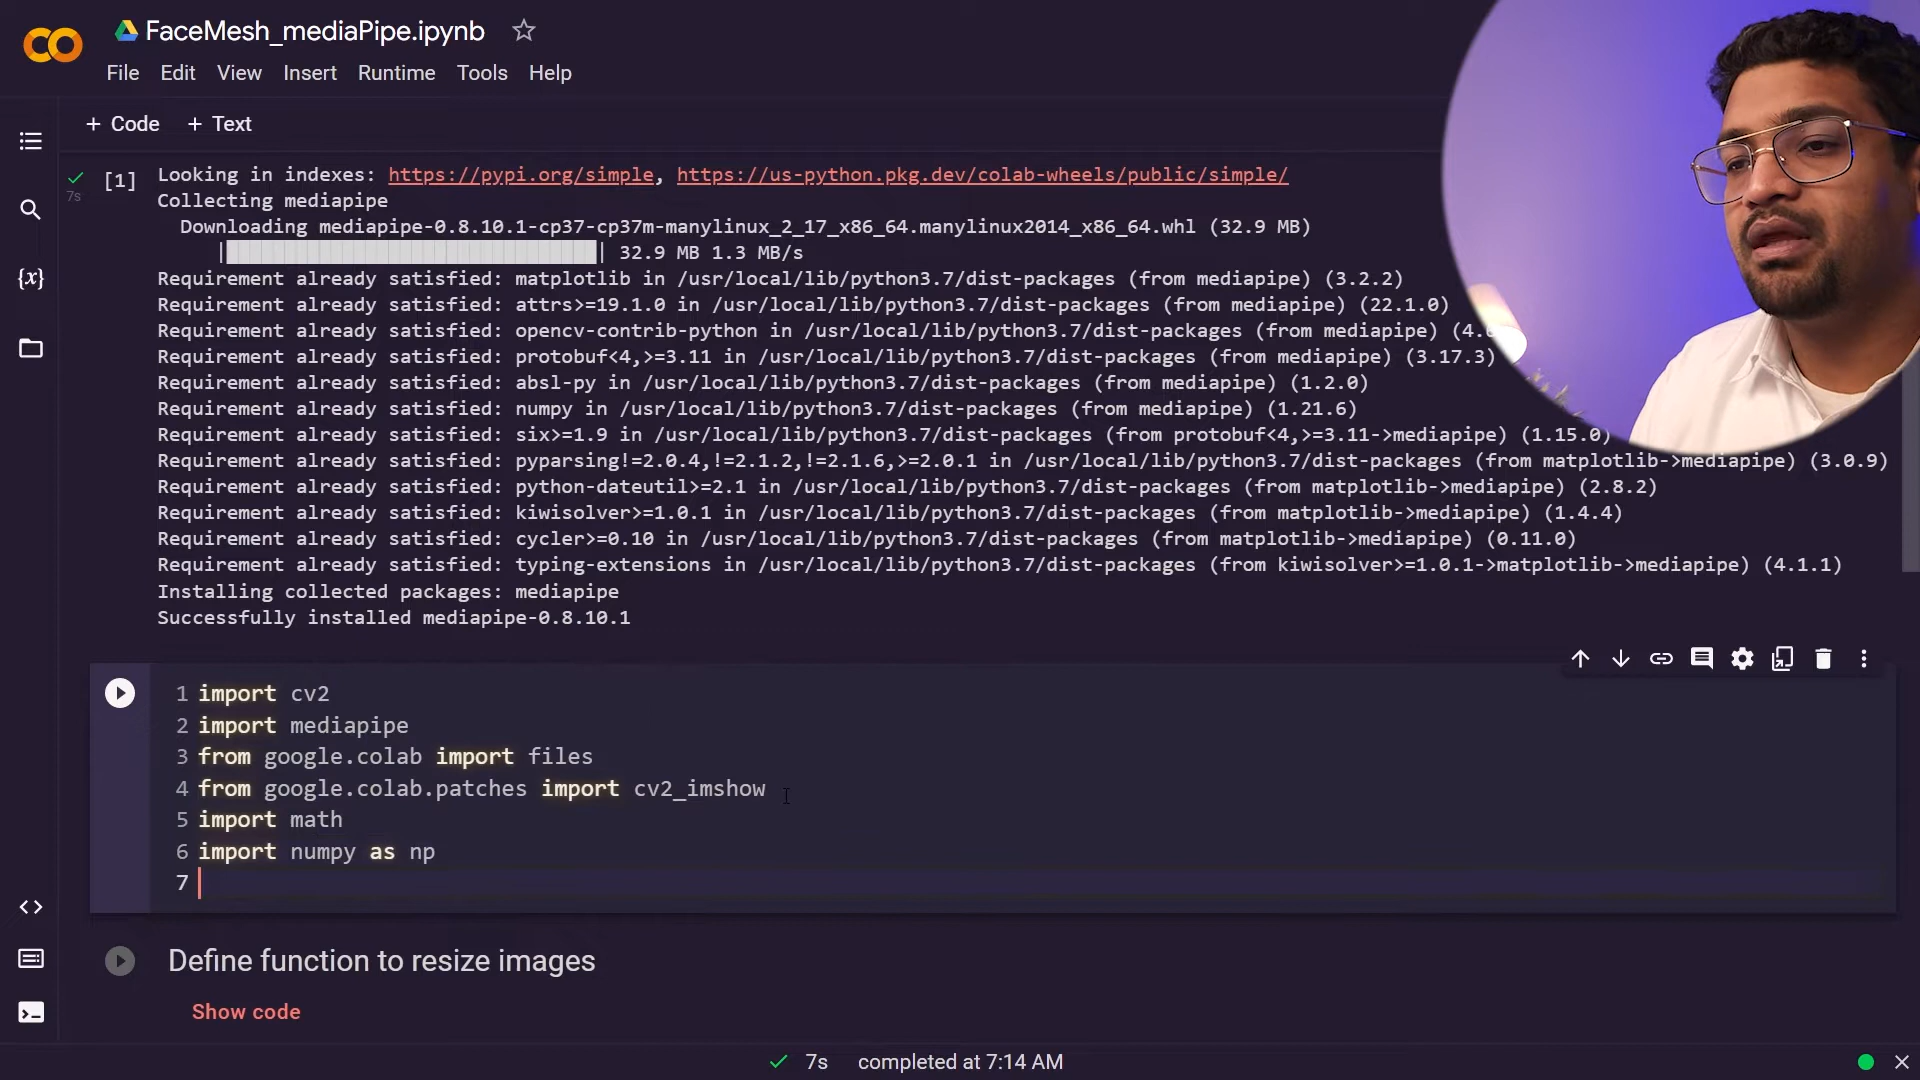 FaceMesh_mediaPipe.ipynb
File Edit View Insert Runtime Tools Help
+ Code + Text
7s
[1]
Looking in indexes: https://pypi.org/simple, https://us-python.pkg.dev/colab-wheels/public/simple/
Collecting mediapipe
Downloading mediapipe-0.8.10.1-cp37-cp37m-manylinux_2_17_x86_64.manylinux2014_x86_64.whl (32.9 MB)
32.9 MB 1.3 MB/s
Requirement already satisfied: matplotlib in /usr/local/lib/python3.7/dist-packages (from mediapipe) (3.2.2)
Requirement already satisfied: attrs>=19.1.0 in /usr/local/lib/python3.7/dist-packages (from mediapipe) (22.1.0)
Requirement already satisfied: opencv-contrib-python in /usr/local/lib/python3.7/dist-packages (from mediapipe)
Requirement already satisfied: protobuf<4,>=3.11 in /usr/local/lib/python3.7/dist-packages (from mediapipe) (3.17.3)
Requirement already satisfied: absl-py in /usr/local/lib/python3.7/dist-packages (from mediapipe) (1.2.0)
Requirement already satisfied: numpy in /usr/local/lib/python3.7/dist-packages (from mediapipe) (1.21.6)
Requirement already satisfied: six>=1.9 in /usr/local/lib/python3.7/dist-packages (from protobuf<4,>=3.11->mediapipe) (1.15.0)
Requirement already satisfied: pyparsing!=2.0.4,!=2.1.2,!=2.1.6,>=2.0.1 in /usr/local/lib/python3.7/dist-packages (from matplotlib->mediapipe) (3.0.9)
Requirement already satisfied: python-dateutil>=2.1 in /usr/local/lib/python3.7/dist-packages (from matplotlib->mediapipe) (2.8.2)
Requirement already satisfied: kiwisolver>=1.0.1 in /usr/local/lib/python3.7/dist-packages (from matplotlib->mediapipe) (1.4.4)
Requirement already satisfied: cycler>=0.10 in /usr/local/lib/python3.7/dist-packages (from matplotlib->mediapipe) (0.11.0)
Requirement already satisfied: typing-extensions in /usr/local/lib/python3.7/dist-packages (from kiwisolver>=1.0.1->matplotlib->mediapipe) (4.1.1)
Installing collected packages: mediapipe
Successfully installed mediapipe-0.8.10.1
1 import cv2
2 import mediapipe
3 from google.colab import files
4 from google.colab.patches import cv2_imshow
5 import math
6 import numpy as np
7
Define function to resize images
Show code
7s completed at 7:14 AM